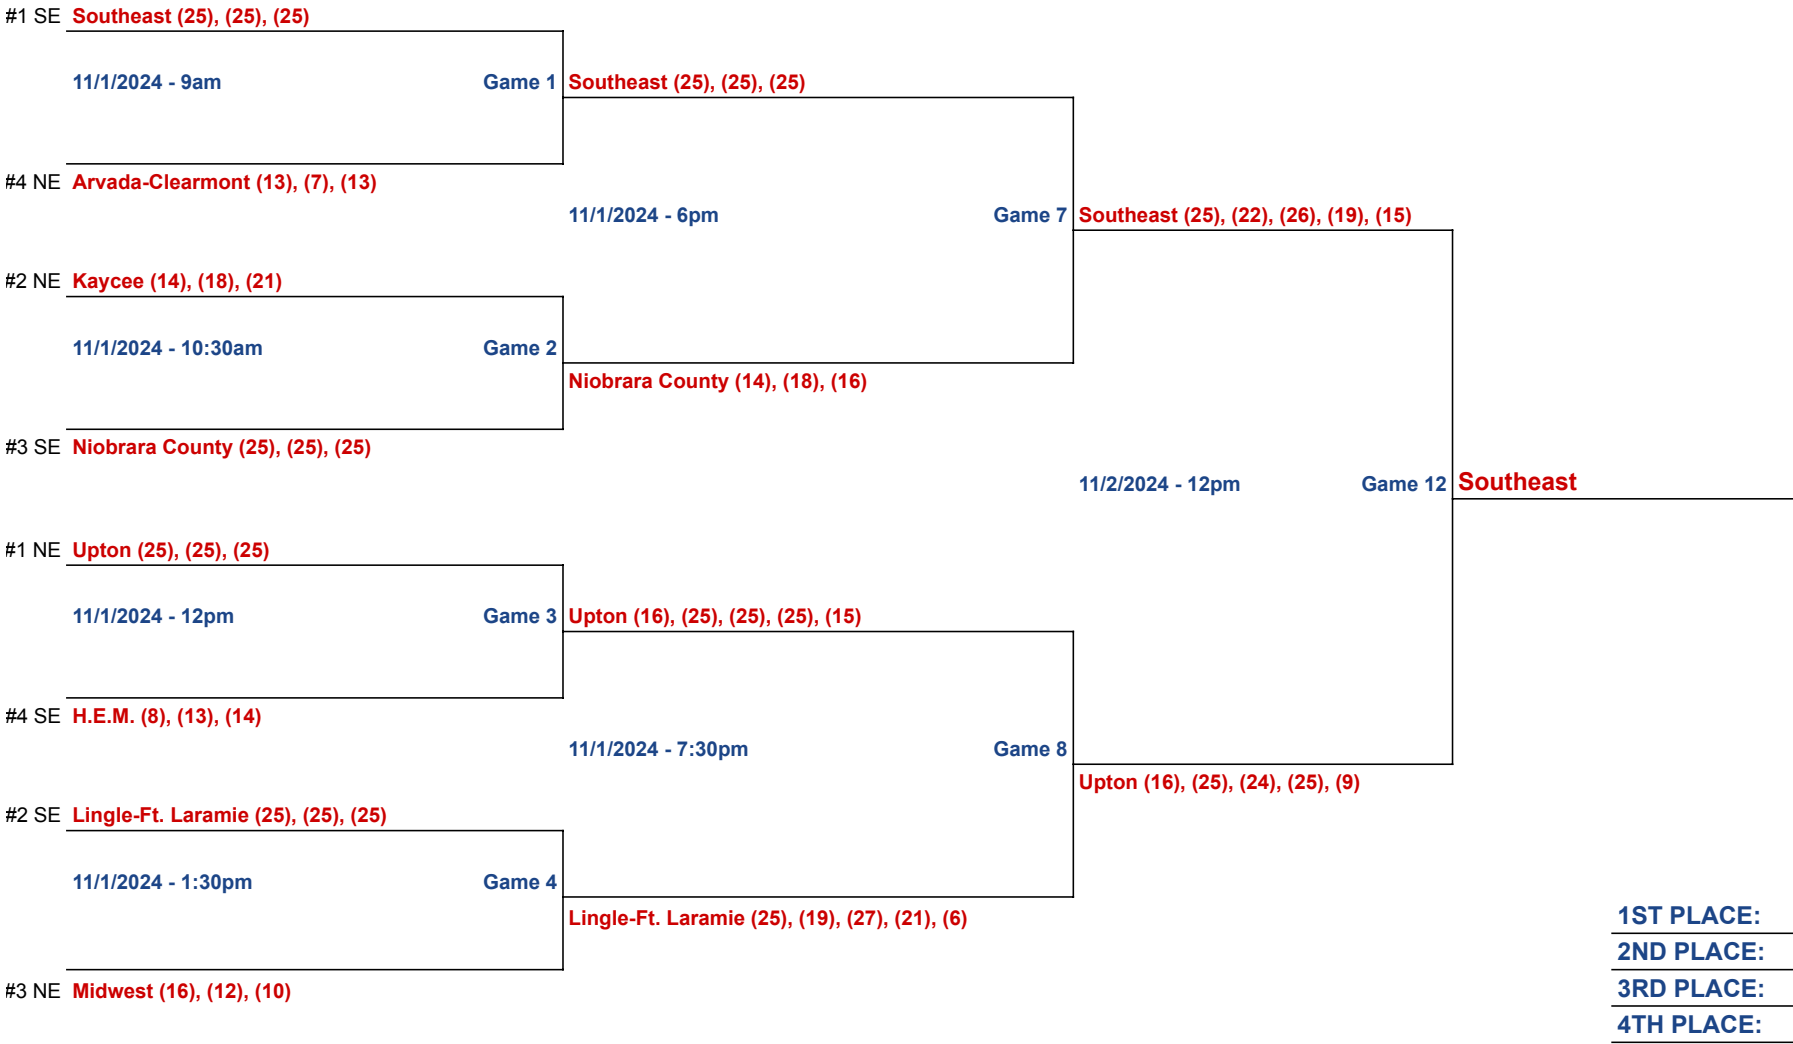 #1 SE Southeast (25), (25), (25)
11/1/2024 - 9am Game 1 Southeast (25), (25), (25)
#4 NE Arvada-Clearmont (13), (7), (13)
11/1/2024 - 6pm Game 7 Southeast (25), (22), (26), (19), (15)
#2 NE Kaycee (14), (18), (21)
11/1/2024 - 10:30am Game 2
Niobrara County (14), (18), (16)
#3 SE Niobrara County (25), (25), (25)
11/2/2024 - 12pm Game 12 Southeast
#1 NE Upton (25), (25), (25)
11/1/2024 - 12pm Game 3 Upton (16), (25), (25), (25), (15)
#4 SE H.E.M. (8), (13), (14)
11/1/2024 - 7:30pm Game 8
Upton (16), (25), (24), (25), (9)
#2 SE Lingle-Ft. Laramie (25), (25), (25)
11/1/2024 - 1:30pm Game 4
Lingle-Ft. Laramie (25), (19), (27), (21), (6)
1ST PLACE:
2ND PLACE:
#3 NE Midwest (16), (12), (10)
3RD PLACE:
4TH PLACE: